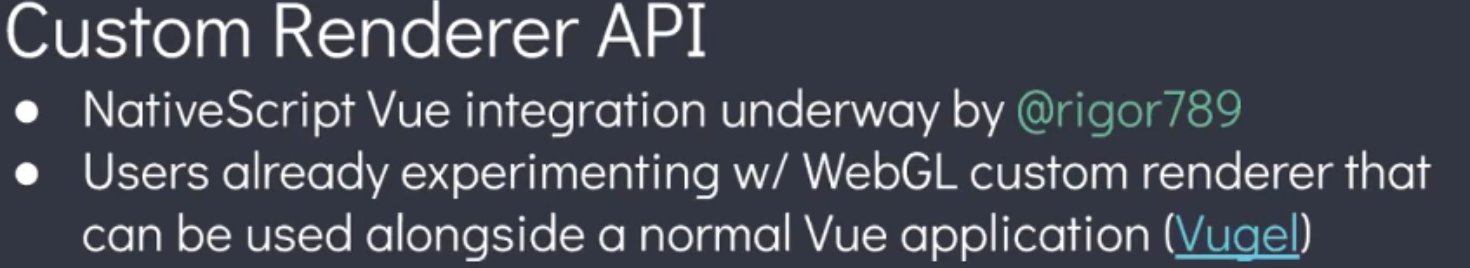 Custom Renderer API
● NativeScript Vue integration underway by @rigor789
● Users already experimenting w/ WebGL custom renderer that
can be used alongside a normal Vue application (Vugel)